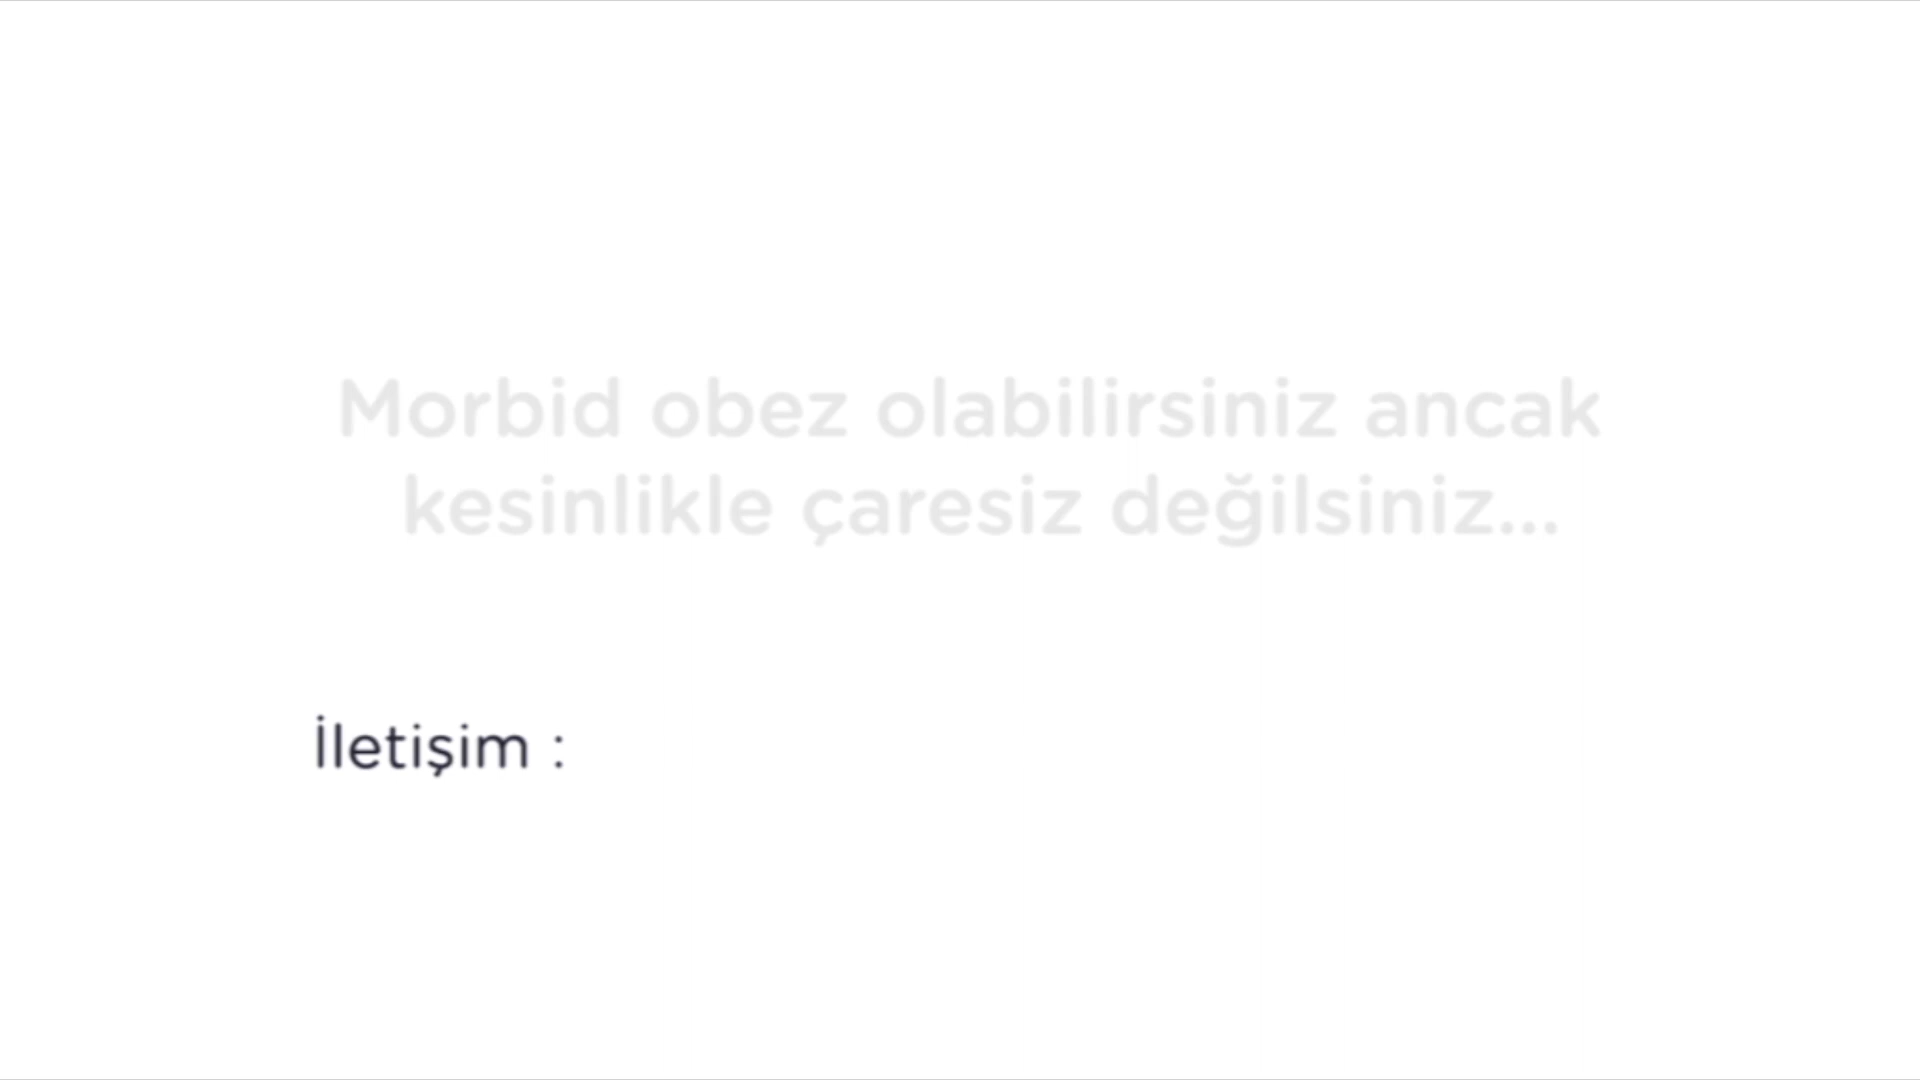 Morbid obez olabilirsiniz ancak
kesinlikle çaresiz değilsiniz...
İletişim :